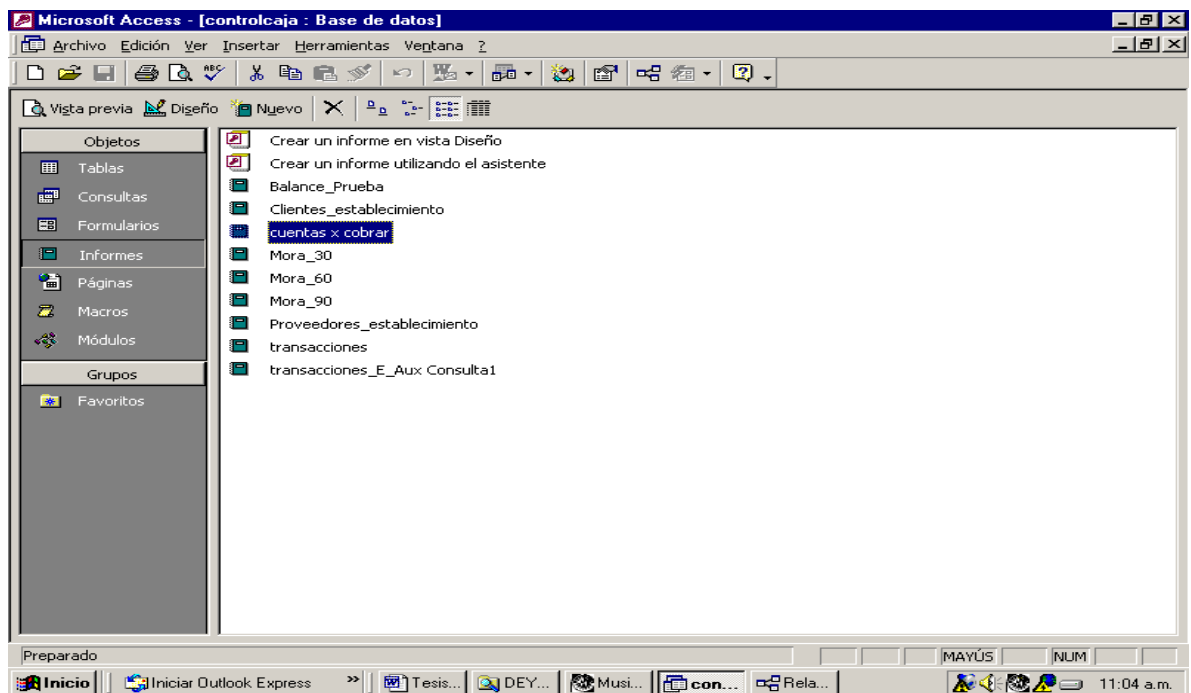 Microsoft Access - [controlcaja : Base de datos]
Archivo Edición Ver Insertar Herramientas Ventana ?
Vista previa Diseño Nuevo
Objetos
Tablas
Consultas
Formularios
Informes
Páginas
Macros
Módulos
Grupos
Favoritos
Crear un informe en vista Diseño
Crear un informe utilizando el asistente
Balance_Prueba
Clientes_establecimiento
cuentas x cobrar
Mora_30
Mora_60
Mora_90
Proveedores_establecimiento
transacciones
transacciones_E_Aux Consulta1
Preparado MAYÚS NUM
Inicio Iniciar Outlook Express » Tesis... DEY... Musi... con... Rela... 11:04 a.m.